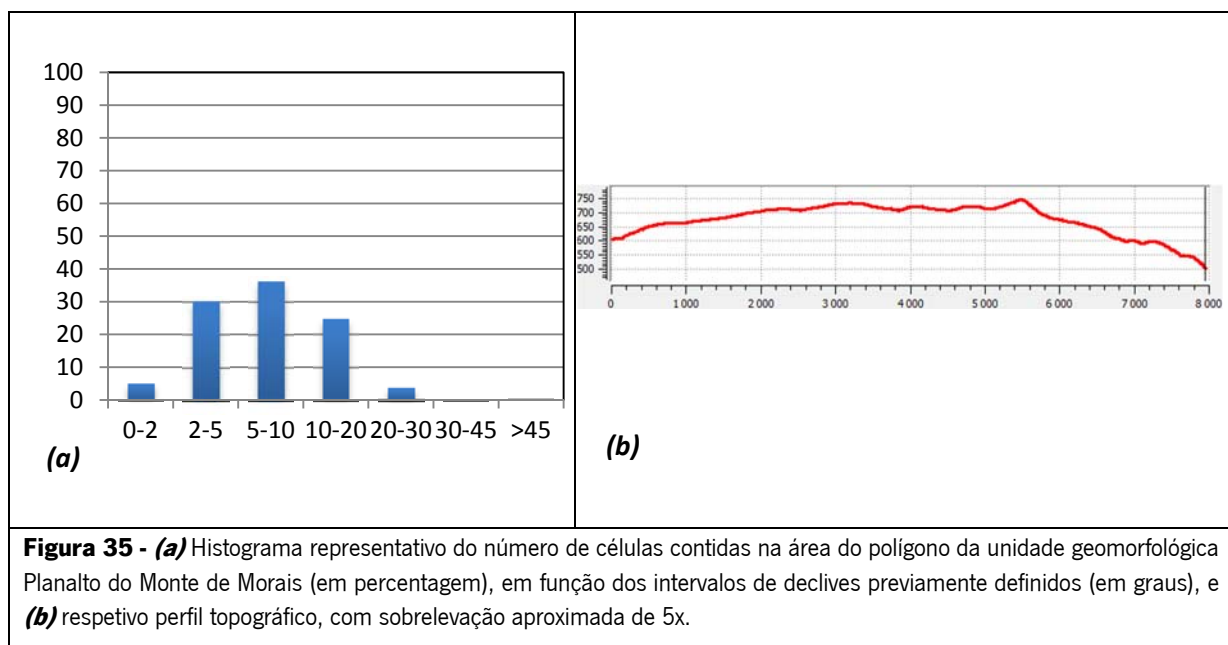 100
90
80
70
60
50
40
30
20
10
0
0-2 2-5 5-10 10-20 20-30 30-45 >45
(a)
750
700
650
600
550
500
0 1 000 2 000 3 000 4 000 5 000 6 000 7 000 8 000
(b)
Figura 35 - (a) Histograma representativo do número de células contidas na área do polígono da unidade geomorfológica
Planalto do Monte de Morais (em percentagem), em função dos intervalos de declives previamente definidos (em graus), e
(b) respetivo perfil topográfico, com sobrelevação aproximada de 5x.